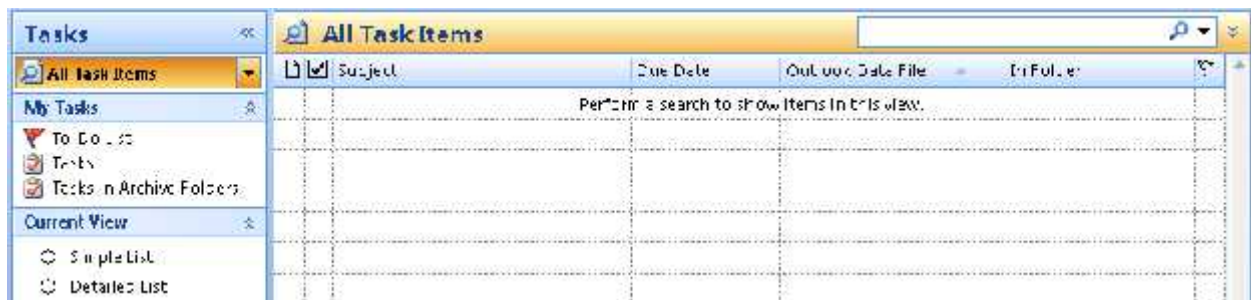 Tasks
All Task Items
My Tasks
To-Do List
Tasks
Tasks in Archive Folders
Current View
Simple List
Detailed List
All Task Items
Subject Due Date Outlook Data File In Folder
Perform a search to show items in this view.